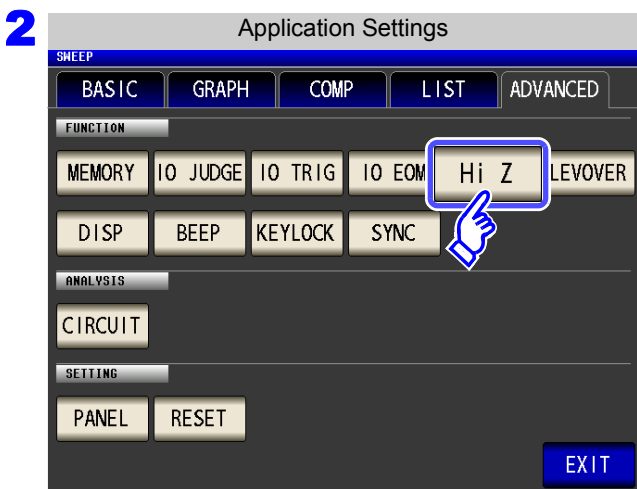 2
Application Settings
SWEEP
BASIC GRAPH COMP LIST ADVANCED
FUNCTION
MEMORY IO JUDGE IO TRIG IO EOM Hi Z LEVOVER
DISP BEEP KEYLOCK SYNC
ANALYSIS
CIRCUIT
SETTING
PANEL RESET
EXIT